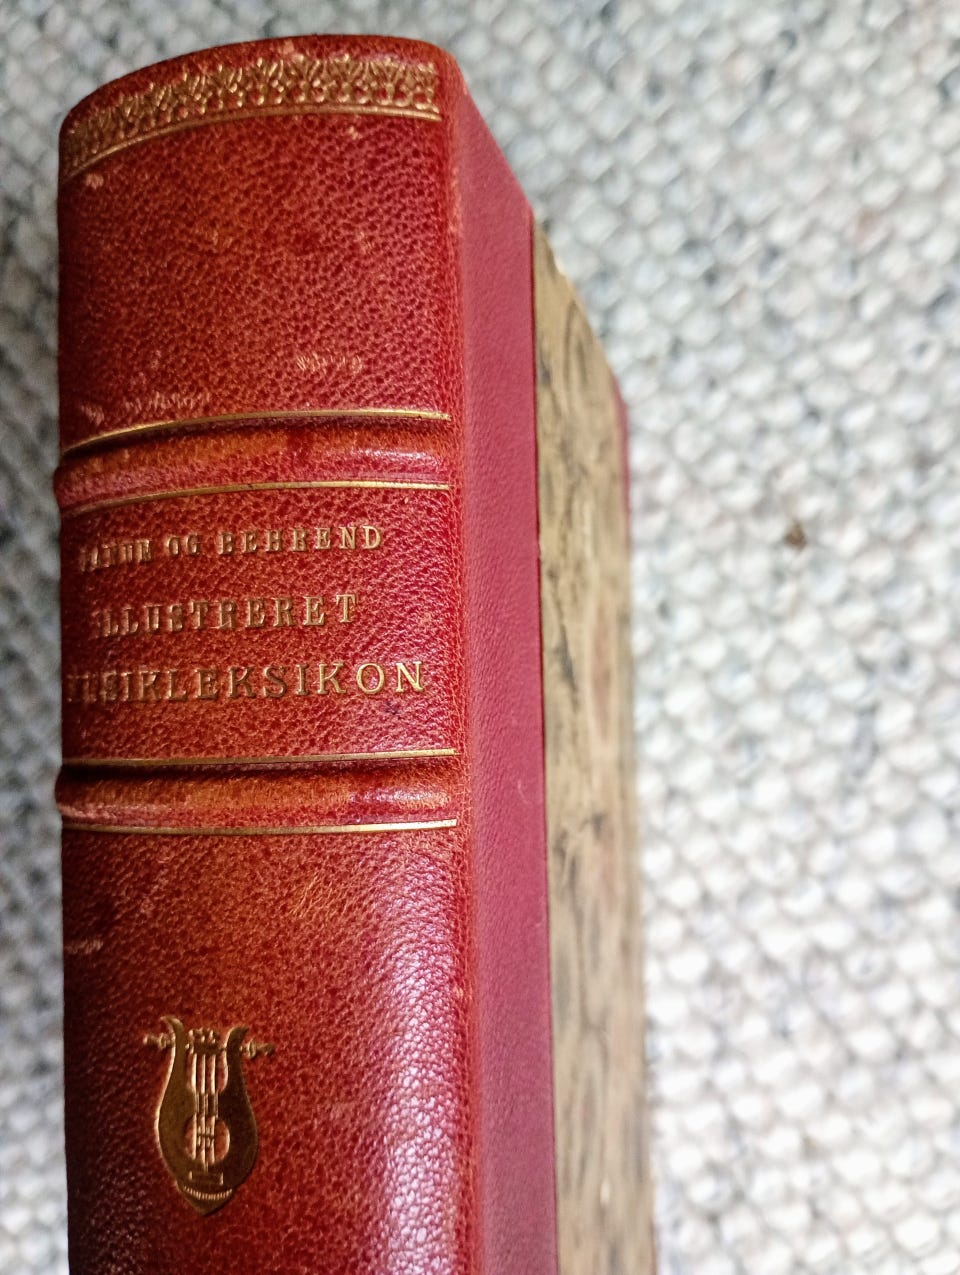 PANUM OG BEHREND
ILLUSTRERET
MUSIKLEKSIKON